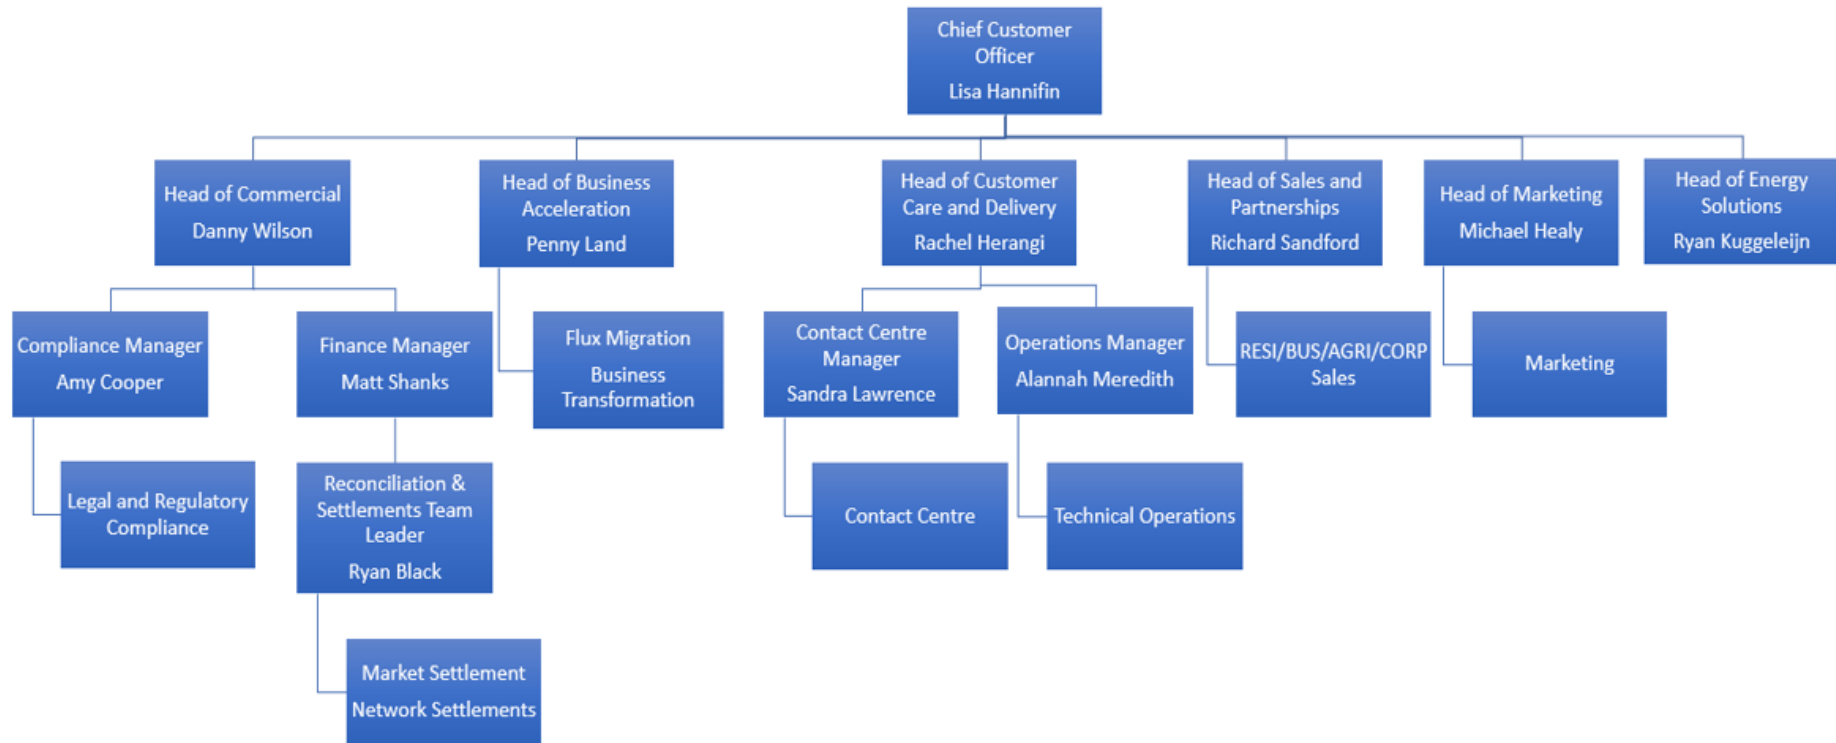 Chief Customer
Officer
Lisa Hannifin
Head of Commercial
Danny Wilson
Head of Business
Acceleration
Penny Land
Head of Customer
Care and Delivery
Rachel Herangi
Head of Sales and
Partnerships
Richard Sandford
Head of Marketing
Michael Healy
Head of Energy
Solutions
Ryan Kuggeleijn
Compliance Manager
Amy Cooper
Finance Manager
Matt Shanks
Flux Migration
Business
Transformation
Contact Centre
Manager
Sandra Lawrence
Operations Manager
Alannah Meredith
RESI/BUS/AGRI/CORP
Sales
Marketing
Legal and Regulatory
Compliance
Reconciliation &
Settlements Team
Leader
Ryan Black
Contact Centre
Technical Operations
Market Settlement
Network Settlements